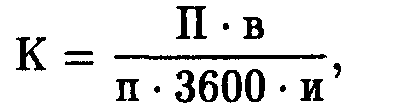 К = П · в / п · 3600 · и,